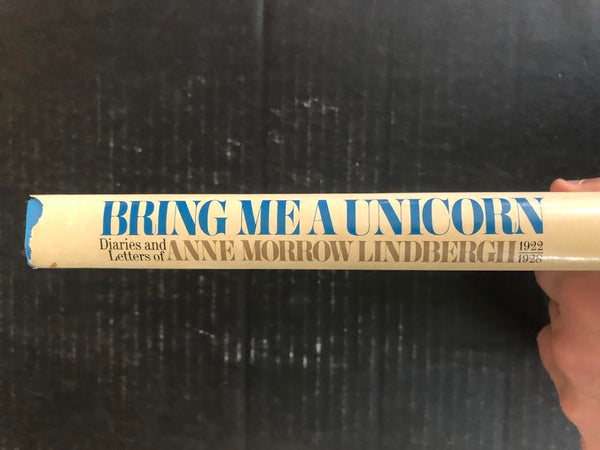 BRING ME A UNICORN
Diaries and
Letters of
ANNE MORROW LINDBERGH
1922
1928